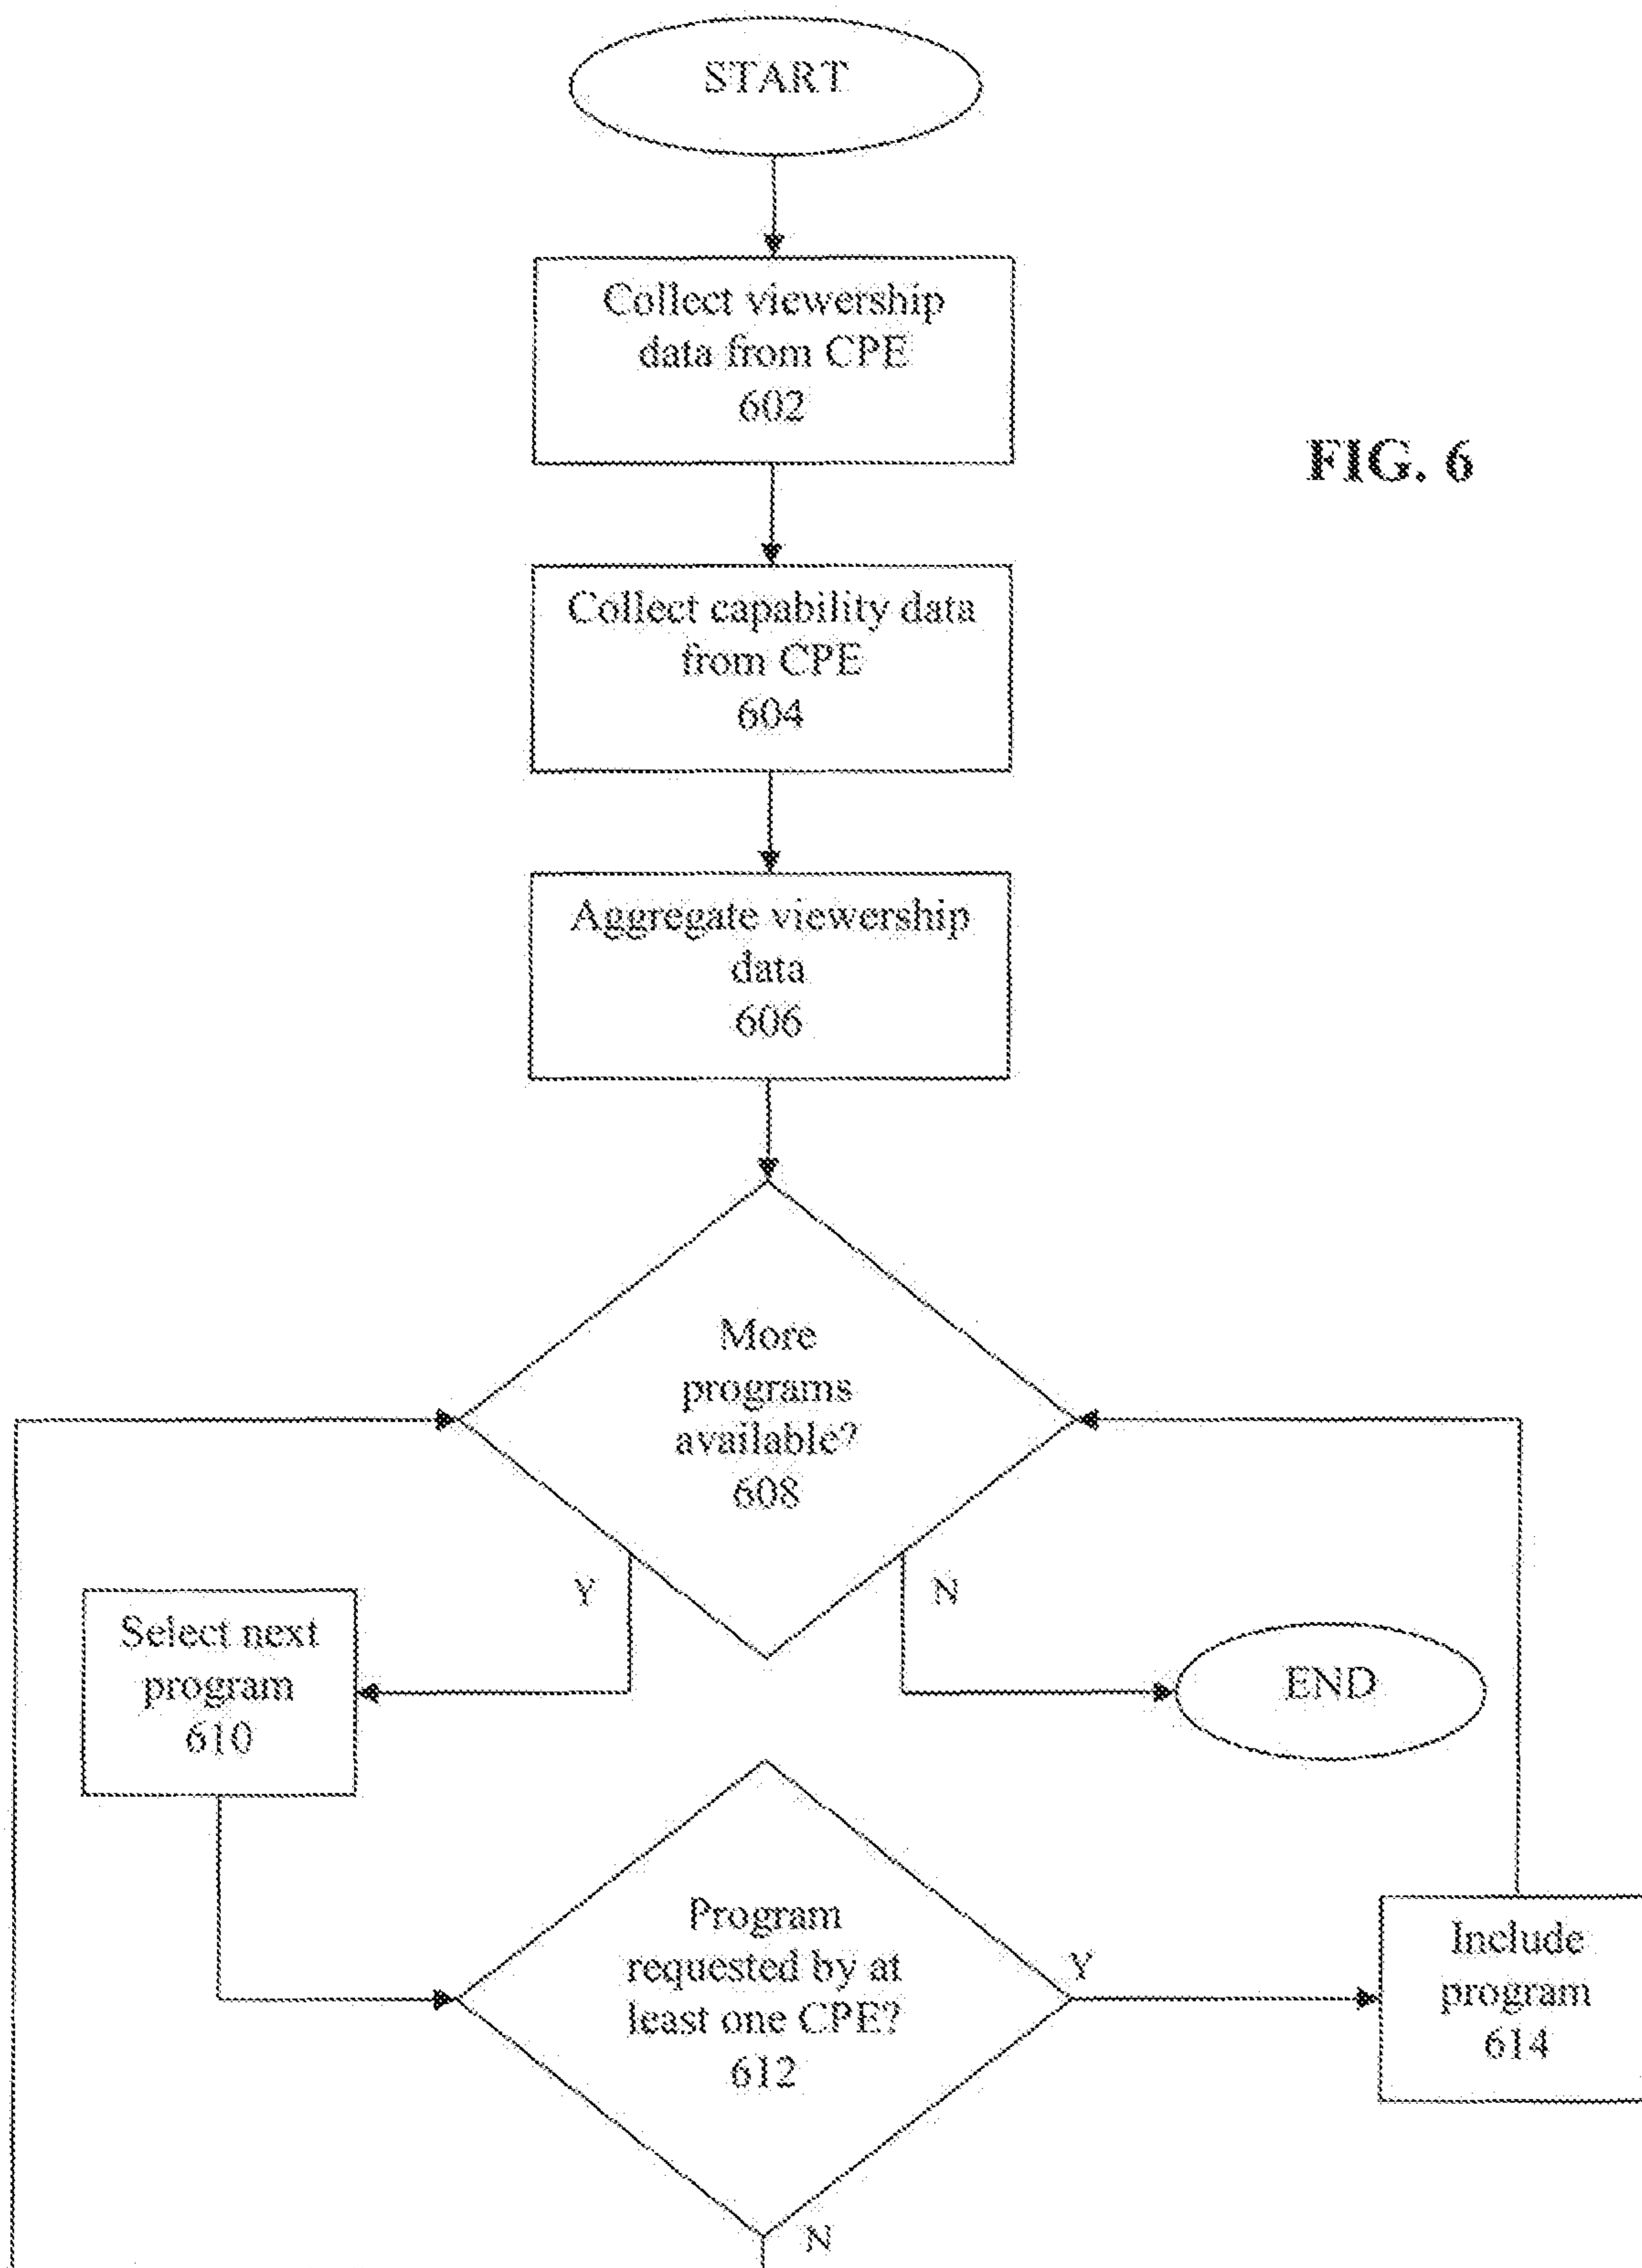 START
Collect viewership
data from CPE
602
FIG. 6
Collect capability data
from CPE
604
Aggregate viewership
data
606
More
programs
available?
608
Y
N
Select next
program
610
END
Program
requested by at
least one CPE?
612
Y
Include
program
614
N